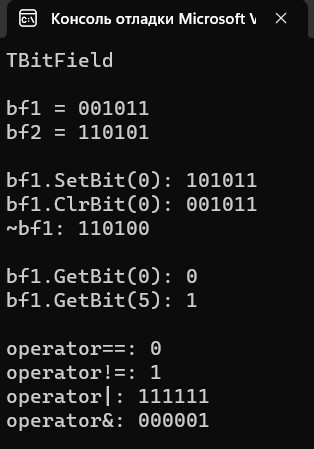 Консоль отладки Microsoft V
TBitField
bf1 = 001011
bf2 = 110101
bf1.SetBit(0): 101011
bf1.ClrBit(0): 001011
~bf1: 110100
bf1.GetBit(0): 0
bf1.GetBit(5): 1
operator==: 0
operator!=: 1
operator|: 111111
operator&: 000001